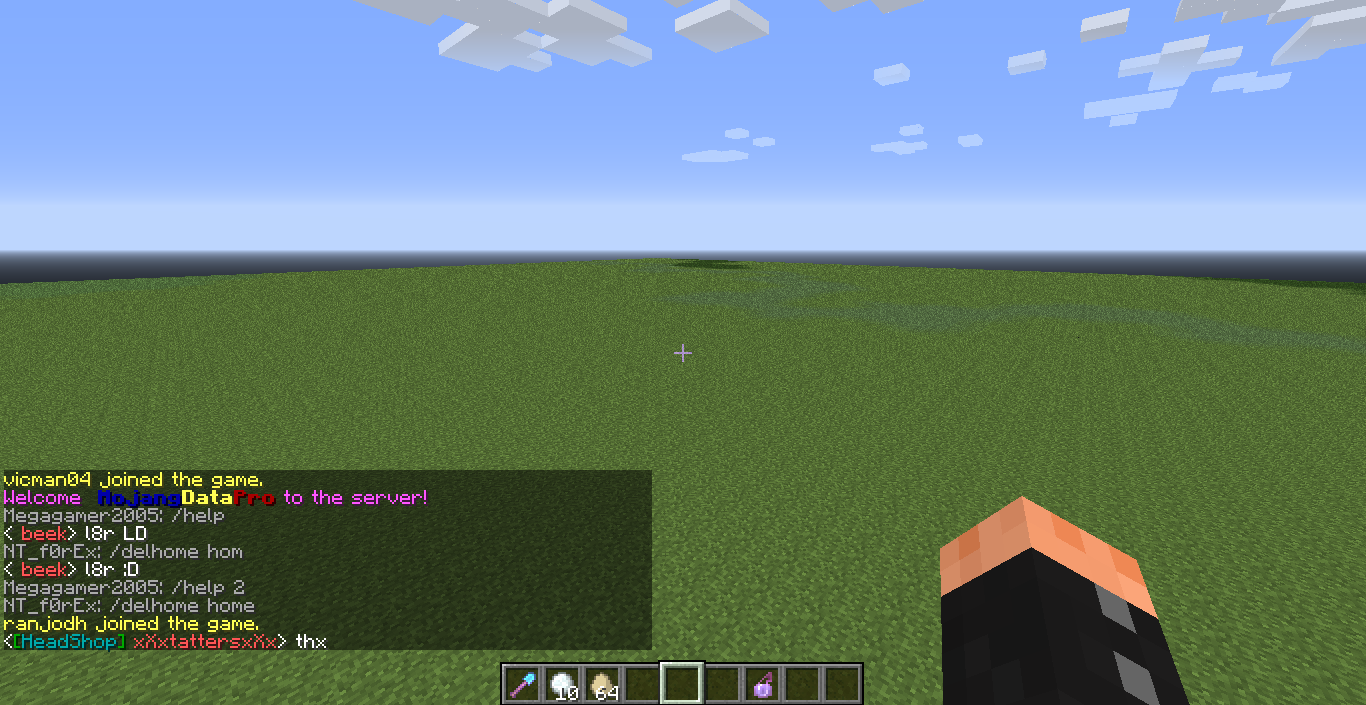 vicman04 joined the game.
Welcome MojangDataPro to the server!
Megagamer2005: /help
< beek> l8r LD
NT_f0rEx: /delhome hom
< beek> l8r :D
Megagamer2005: /help 2
NT_f0rEx: /delhome home
ranjodh joined the game.
<[HeadShop] xXxtattersxXx> thx
10 64